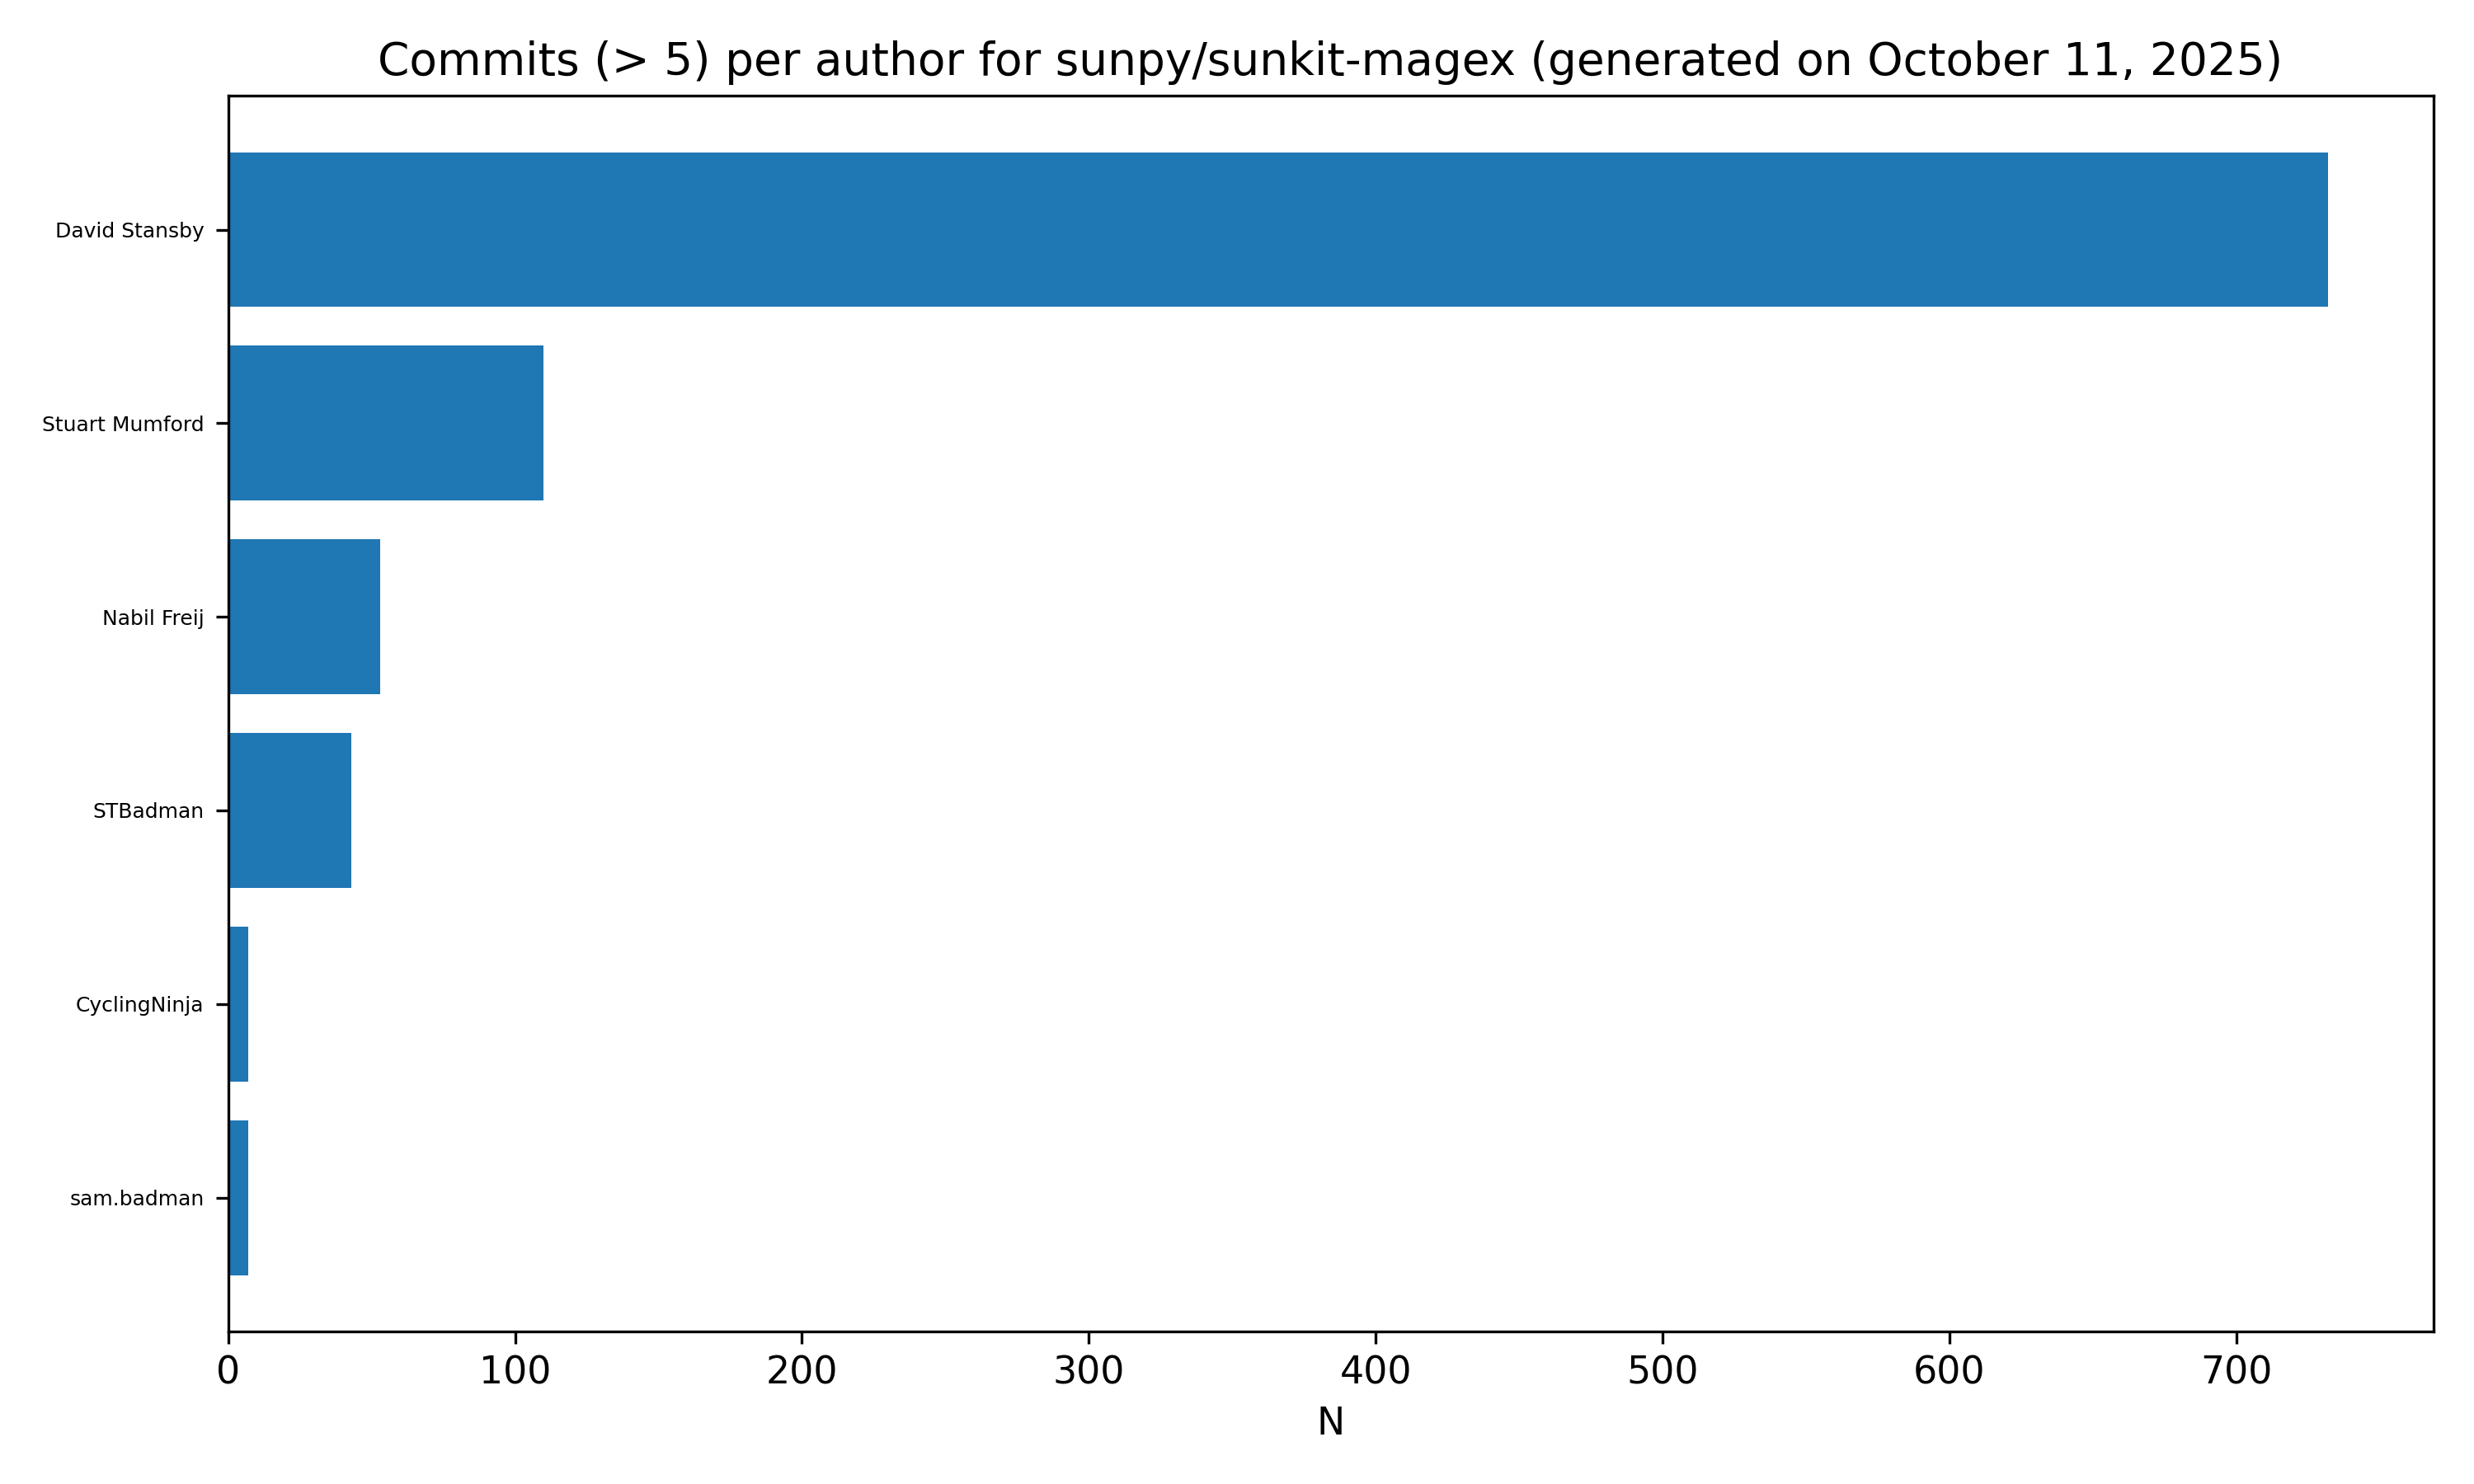 Commits (> 5) per author for sunpy/sunkit-magex (generated on October 11, 2025)
David Stansby
Stuart Mumford
Nabil Freij
STBadman
CyclingNinja
sam.badman
0 100 200 300 400 500 600 700
N